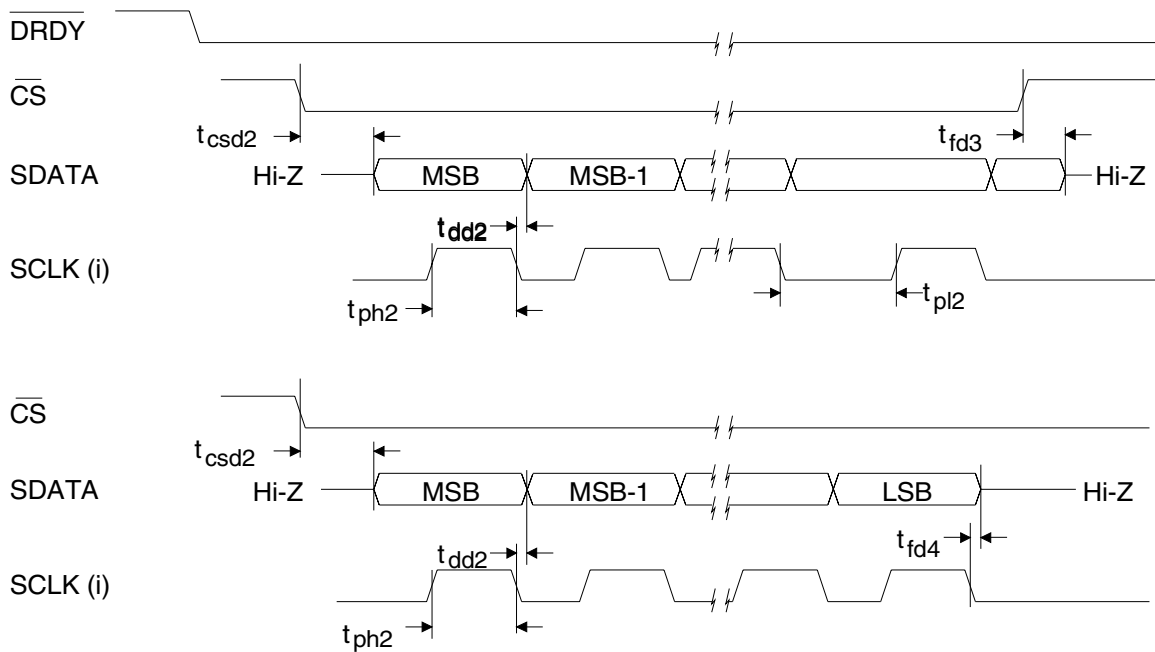 DRDY
CS
t csd2
t fd3
SDATA Hi-Z MSB MSB-1 Hi-Z
t dd2
SCLK (i)
t ph2
t pl2
CS
t csd2
SDATA Hi-Z MSB MSB-1 LSB Hi-Z
t dd2
t fd4
SCLK (i)
t ph2